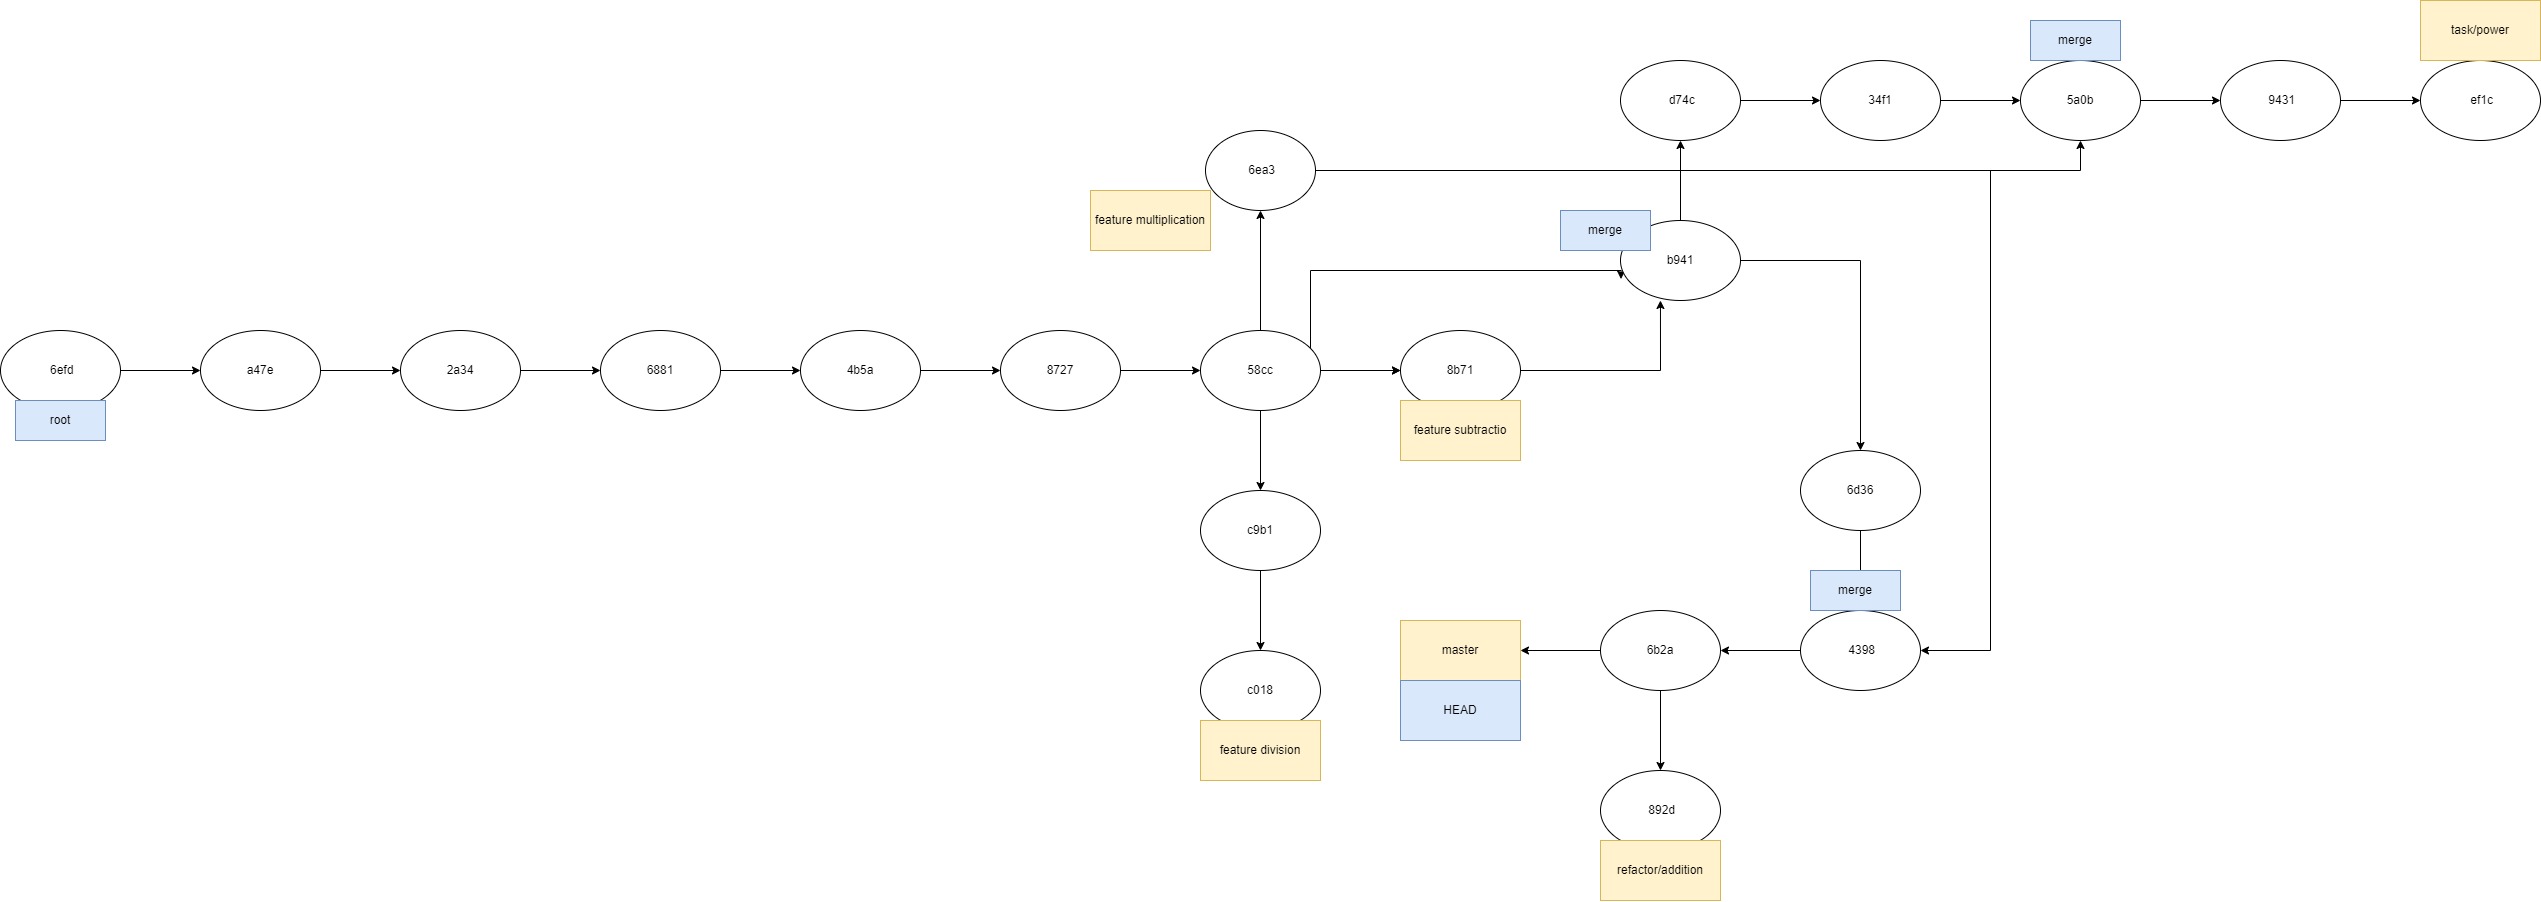 task/power
merge
d74c
34f1
5a0b
9431
ef1c
6ea3
feature multiplication
merge
b941
6efd
a47e
2a34
6881
4b5a
8727
58cc
8b71
root
feature subtractio
6d36
c9b1
merge
master
6b2a
4398
c018
HEAD
feature division
892d
refactor/addition